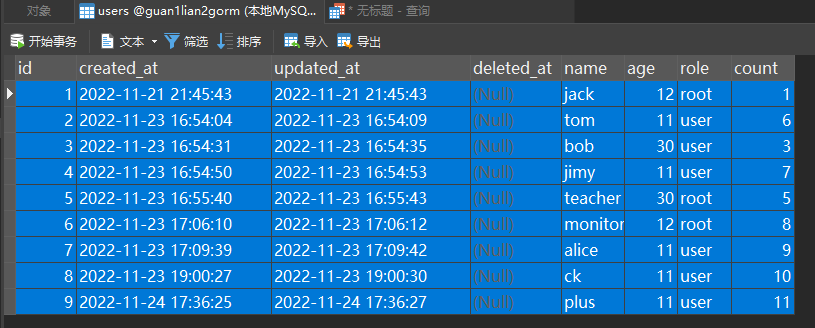 对象 users @guan1lian2gorm (本地MySQ... * 无标题 - 查询
开始事务 文本 筛选 排序 导入 导出
id created_at updated_at deleted_at name age role count
1 2022-11-21 21:45:43 2022-11-21 21:45:43 (Null) jack 12 root 1
2 2022-11-23 16:54:04 2022-11-23 16:54:09 (Null) tom 11 user 6
3 2022-11-23 16:54:31 2022-11-23 16:54:35 (Null) bob 30 user 3
4 2022-11-23 16:54:50 2022-11-23 16:54:53 (Null) jimy 11 user 7
5 2022-11-23 16:55:40 2022-11-23 16:55:43 (Null) teacher 30 root 5
6 2022-11-23 17:06:10 2022-11-23 17:06:12 (Null) monitor 12 root 8
7 2022-11-23 17:09:39 2022-11-23 17:09:42 (Null) alice 11 user 9
8 2022-11-23 19:00:27 2022-11-23 19:00:30 (Null) ck 11 user 10
9 2022-11-24 17:36:25 2022-11-24 17:36:27 (Null) plus 11 user 11